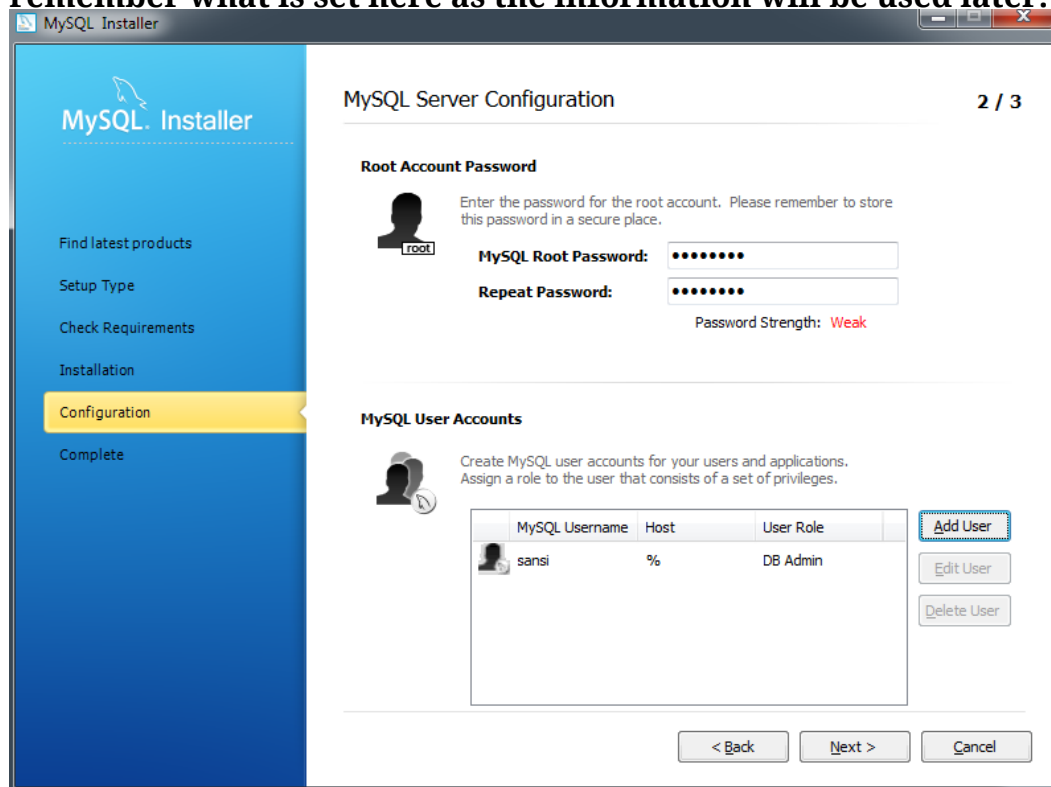 remember what is set here as the information will be used later.
MySQL Installer
MySQL. Installer
Find latest products
Setup Type
Check Requirements
Installation
Configuration
Complete
MySQL Server Configuration
2 / 3
Root Account Password
Enter the password for the root account. Please remember to store
this password in a secure place.
root
MySQL Root Password: ●●●●●●●●
Repeat Password: ●●●●●●●●
Password Strength: Weak
MySQL User Accounts
Create MySQL user accounts for your users and applications.
Assign a role to the user that consists of a set of privileges.
MySQL Username Host User Role
sansi % DB Admin
Add User
Edit User
Delete User
< Back Next > Cancel